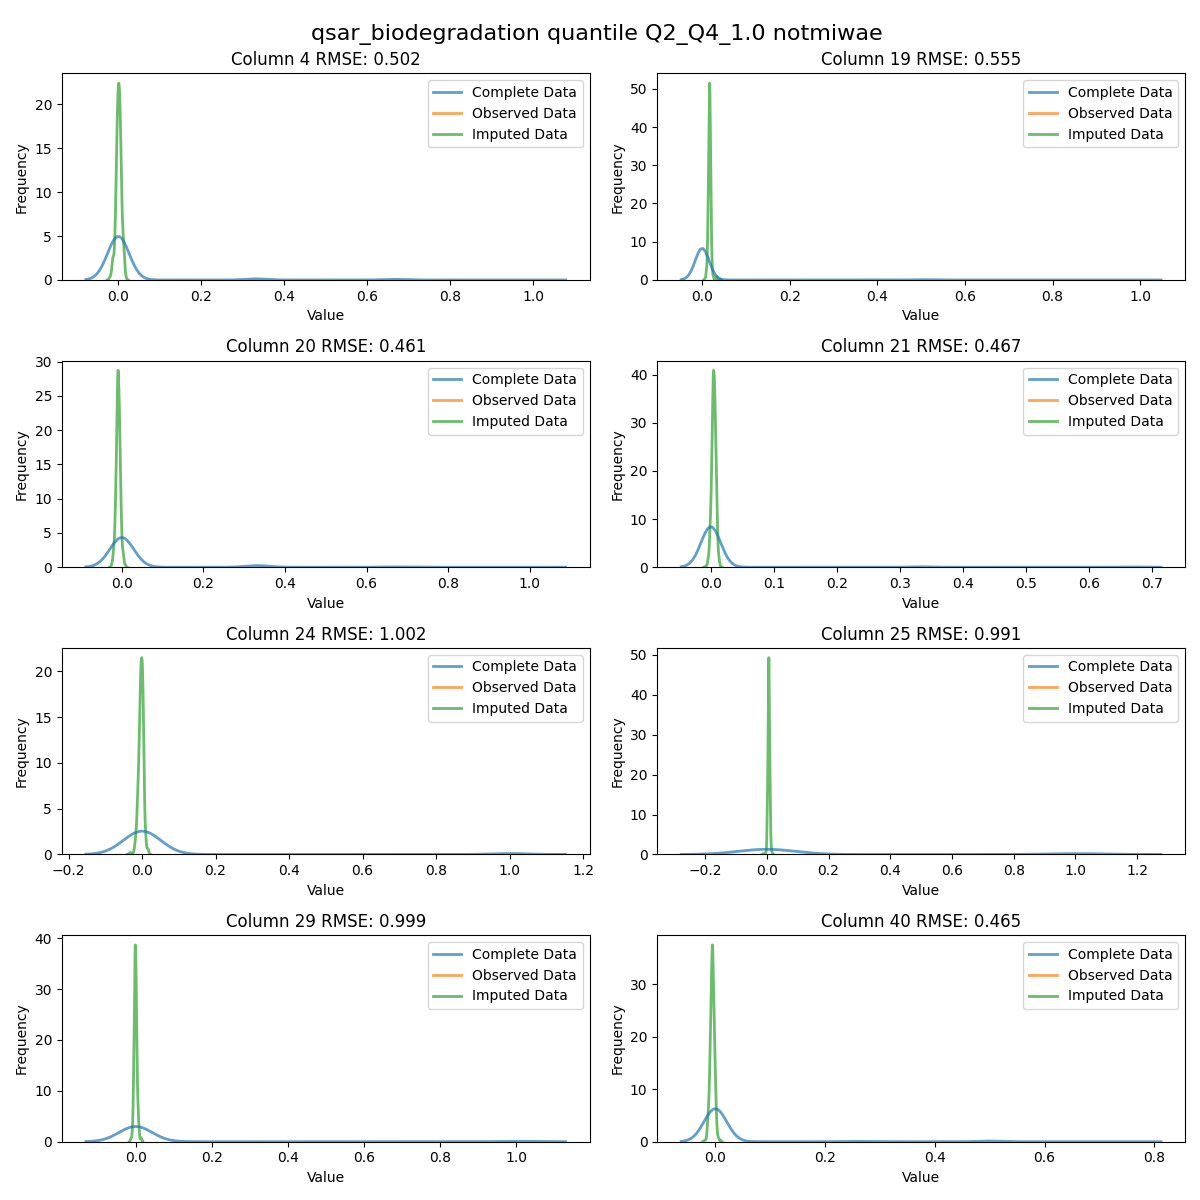 qsar_biodegradation quantile Q2_Q4_1.0 notmiwae
Column 4 RMSE: 0.502
Frequency
20
15
10
5
0
0.0 0.2 0.4 0.6 0.8 1.0
Value
Complete Data
Observed Data
Imputed Data
Column 19 RMSE: 0.555
Frequency
50
40
30
20
10
0
0.0 0.2 0.4 0.6 0.8 1.0
Value
Complete Data
Observed Data
Imputed Data
Column 20 RMSE: 0.461
Frequency
30
25
20
15
10
5
0
0.0 0.2 0.4 0.6 0.8 1.0
Value
Complete Data
Observed Data
Imputed Data
Column 21 RMSE: 0.467
Frequency
40
30
20
10
0
0.0 0.1 0.2 0.3 0.4 0.5 0.6 0.7
Value
Complete Data
Observed Data
Imputed Data
Column 24 RMSE: 1.002
Frequency
20
15
10
5
0
−0.2 0.0 0.2 0.4 0.6 0.8 1.0 1.2
Value
Complete Data
Observed Data
Imputed Data
Column 25 RMSE: 0.991
Frequency
50
40
30
20
10
0
−0.2 0.0 0.2 0.4 0.6 0.8 1.0 1.2
Value
Complete Data
Observed Data
Imputed Data
Column 29 RMSE: 0.999
Frequency
40
30
20
10
0
0.0 0.2 0.4 0.6 0.8 1.0
Value
Complete Data
Observed Data
Imputed Data
Column 40 RMSE: 0.465
Frequency
30
20
10
0
0.0 0.2 0.4 0.6 0.8
Value
Complete Data
Observed Data
Imputed Data